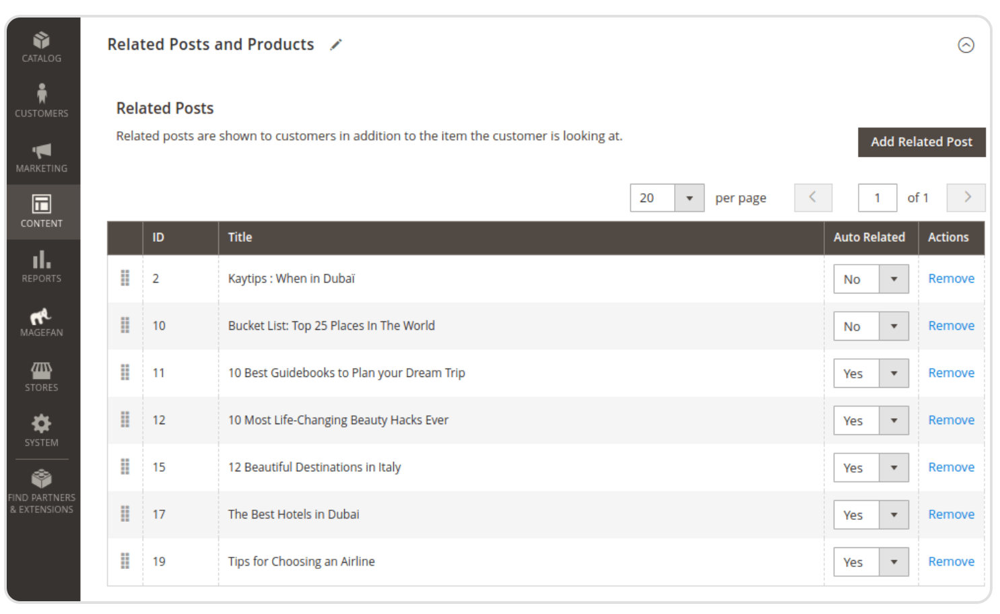 CATALOG
CUSTOMERS
MARKETING
CONTENT
REPORTS
MAGEFAN
STORES
SYSTEM
FIND PARTNERS
& EXTENSIONS
Related Posts and Products
Related Posts
Related posts are shown to customers in addition to the item the customer is looking at.
Add Related Post
20 per page 1 of 1
ID Title Auto Related Actions
2 Kaytips : When in Dubaï No Remove
10 Bucket List: Top 25 Places In The World No Remove
11 10 Best Guidebooks to Plan your Dream Trip Yes Remove
12 10 Most Life-Changing Beauty Hacks Ever Yes Remove
15 12 Beautiful Destinations in Italy Yes Remove
17 The Best Hotels in Dubai Yes Remove
19 Tips for Choosing an Airline Yes Remove